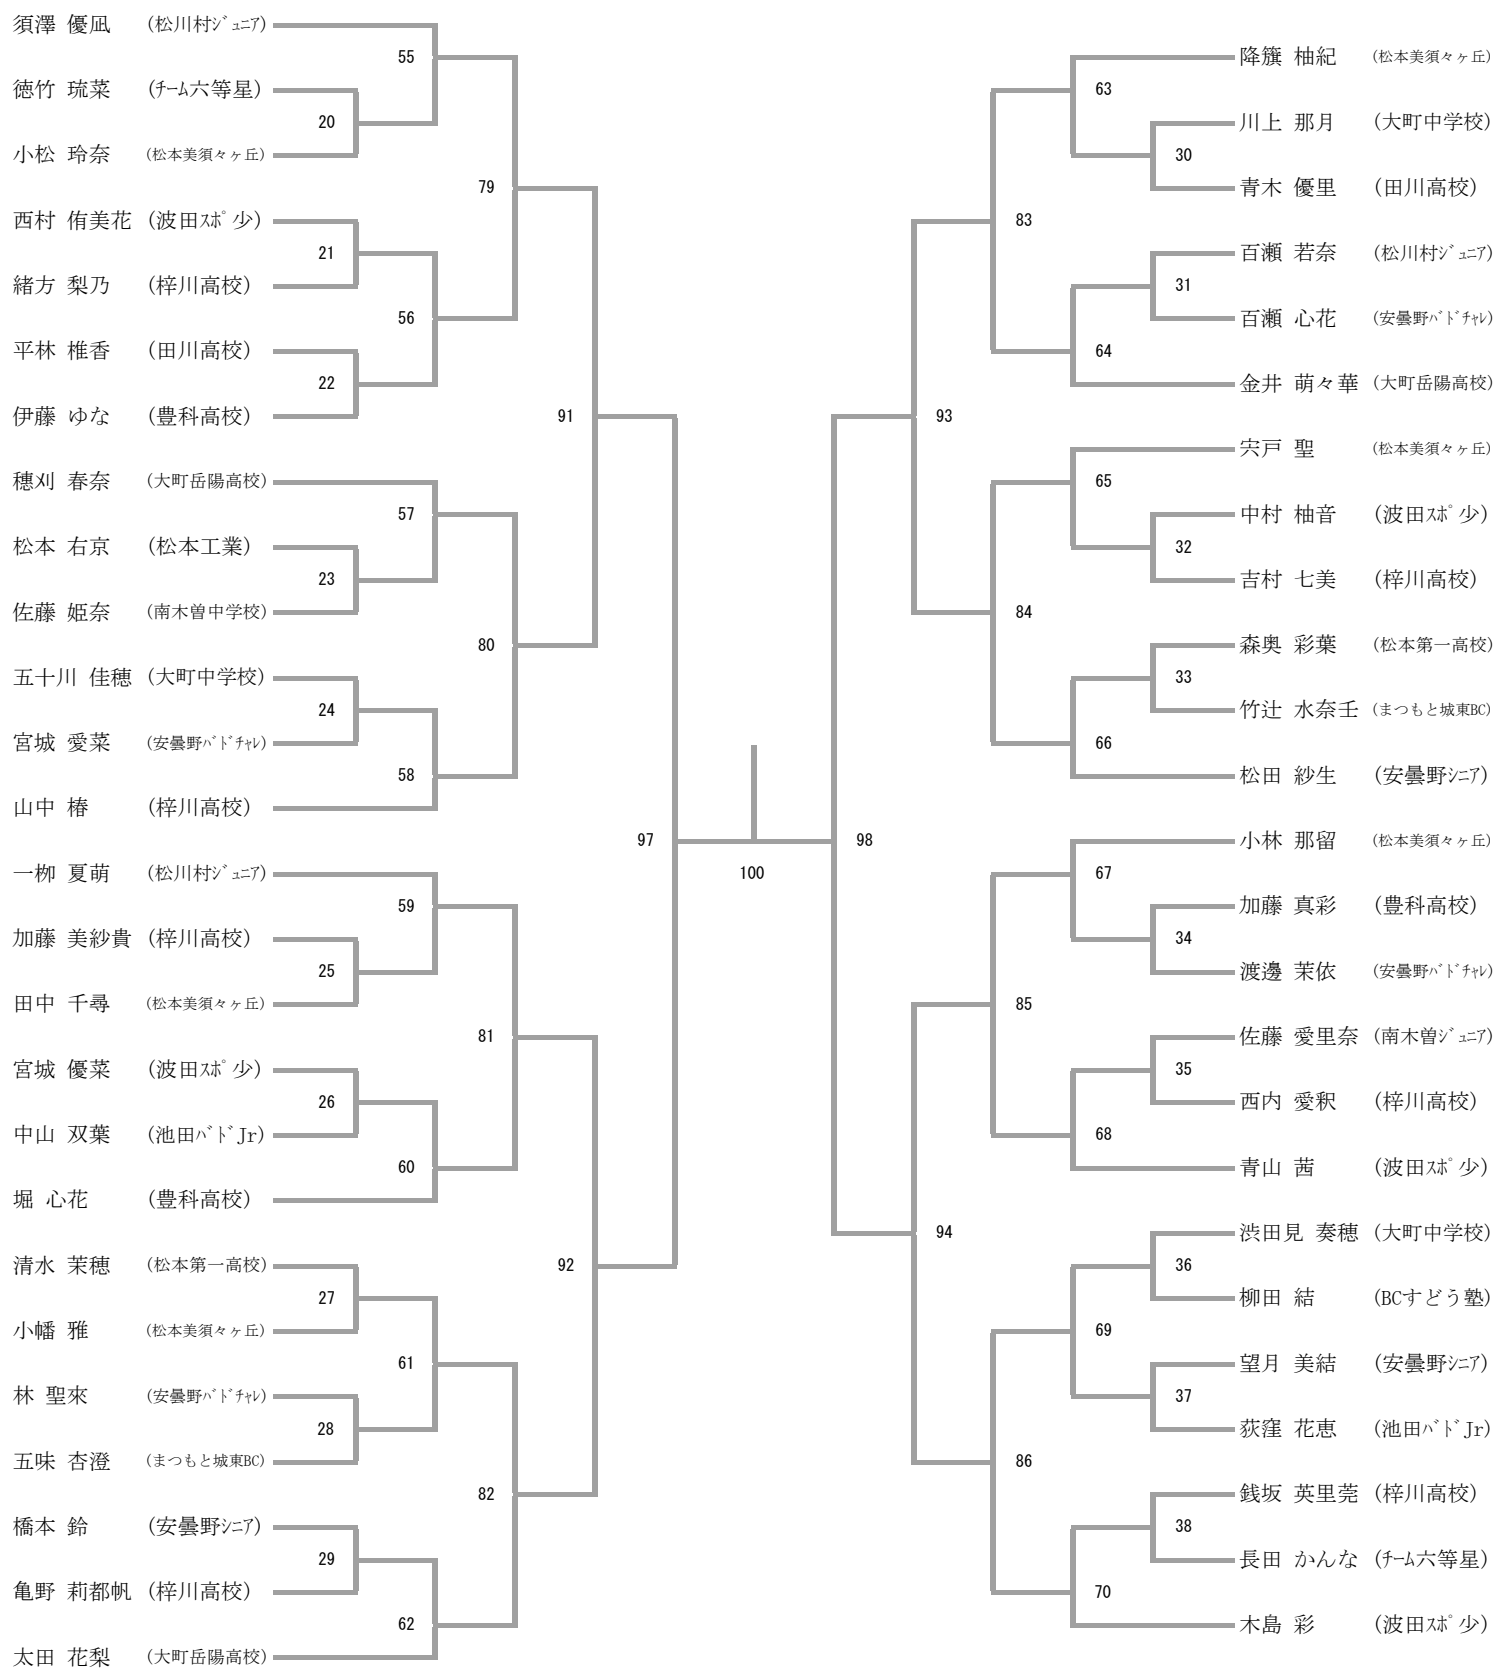 須澤 優凪 (松川村ｼﾞｭﾆｱ)
55
徳竹 琉菜 (ﾁｰﾑ六等星)
20
小松 玲奈 (松本美須々ヶ丘)
79
西村 侑美花 (波田ｽﾎﾟ少)
21
緒方 梨乃 (梓川高校)
56
平林 椎香 (田川高校)
22
伊藤 ゆな (豊科高校)
91
穂刈 春奈 (大町岳陽高校)
57
松本 右京 (松本工業)
23
佐藤 姫奈 (南木曽中学校)
80
五十川 佳穂 (大町中学校)
24
宮城 愛菜 (安曇野ﾊﾞﾄﾞﾁｬﾚ)
58
山中 椿 (梓川高校)
97
一栁 夏萌 (松川村ｼﾞｭﾆｱ)
59
加藤 美紗貴 (梓川高校)
25
田中 千尋 (松本美須々ヶ丘)
81
宮城 優菜 (波田ｽﾎﾟ少)
26
中山 双葉 (池田ﾊﾞﾄﾞJr)
60
堀 心花 (豊科高校)
92
清水 茉穂 (松本第一高校)
27
小幡 雅 (松本美須々ヶ丘)
61
林 聖來 (安曇野ﾊﾞﾄﾞﾁｬﾚ)
28
五味 杏澄 (まつもと城東BC)
82
橋本 鈴 (安曇野ｼﾆｱ)
29
亀野 莉都帆 (梓川高校)
62
太田 花梨 (大町岳陽高校)
100
降籏 柚紀 (松本美須々ヶ丘)
63
川上 那月 (大町中学校)
30
青木 優里 (田川高校)
83
百瀬 若奈 (松川村ｼﾞｭﾆｱ)
31
百瀬 心花 (安曇野ﾊﾞﾄﾞﾁｬﾚ)
64
金井 萌々華 (大町岳陽高校)
93
宍戸 聖 (松本美須々ヶ丘)
65
中村 柚音 (波田ｽﾎﾟ少)
32
吉村 七美 (梓川高校)
84
森奥 彩葉 (松本第一高校)
33
竹辻 水奈壬 (まつもと城東BC)
66
松田 紗生 (安曇野ｼﾆｱ)
98
小林 那留 (松本美須々ヶ丘)
67
加藤 真彩 (豊科高校)
34
渡邊 茉依 (安曇野ﾊﾞﾄﾞﾁｬﾚ)
85
佐藤 愛里奈 (南木曽ｼﾞｭﾆｱ)
35
西内 愛釈 (梓川高校)
68
青山 茜 (波田ｽﾎﾟ少)
94
渋田見 奏穂 (大町中学校)
36
柳田 結 (BCすどう塾)
69
望月 美結 (安曇野ｼﾆｱ)
37
荻窪 花恵 (池田ﾊﾞﾄﾞJr)
86
銭坂 英里莞 (梓川高校)
38
長田 かんな (ﾁｰﾑ六等星)
70
木島 彩 (波田ｽﾎﾟ少)